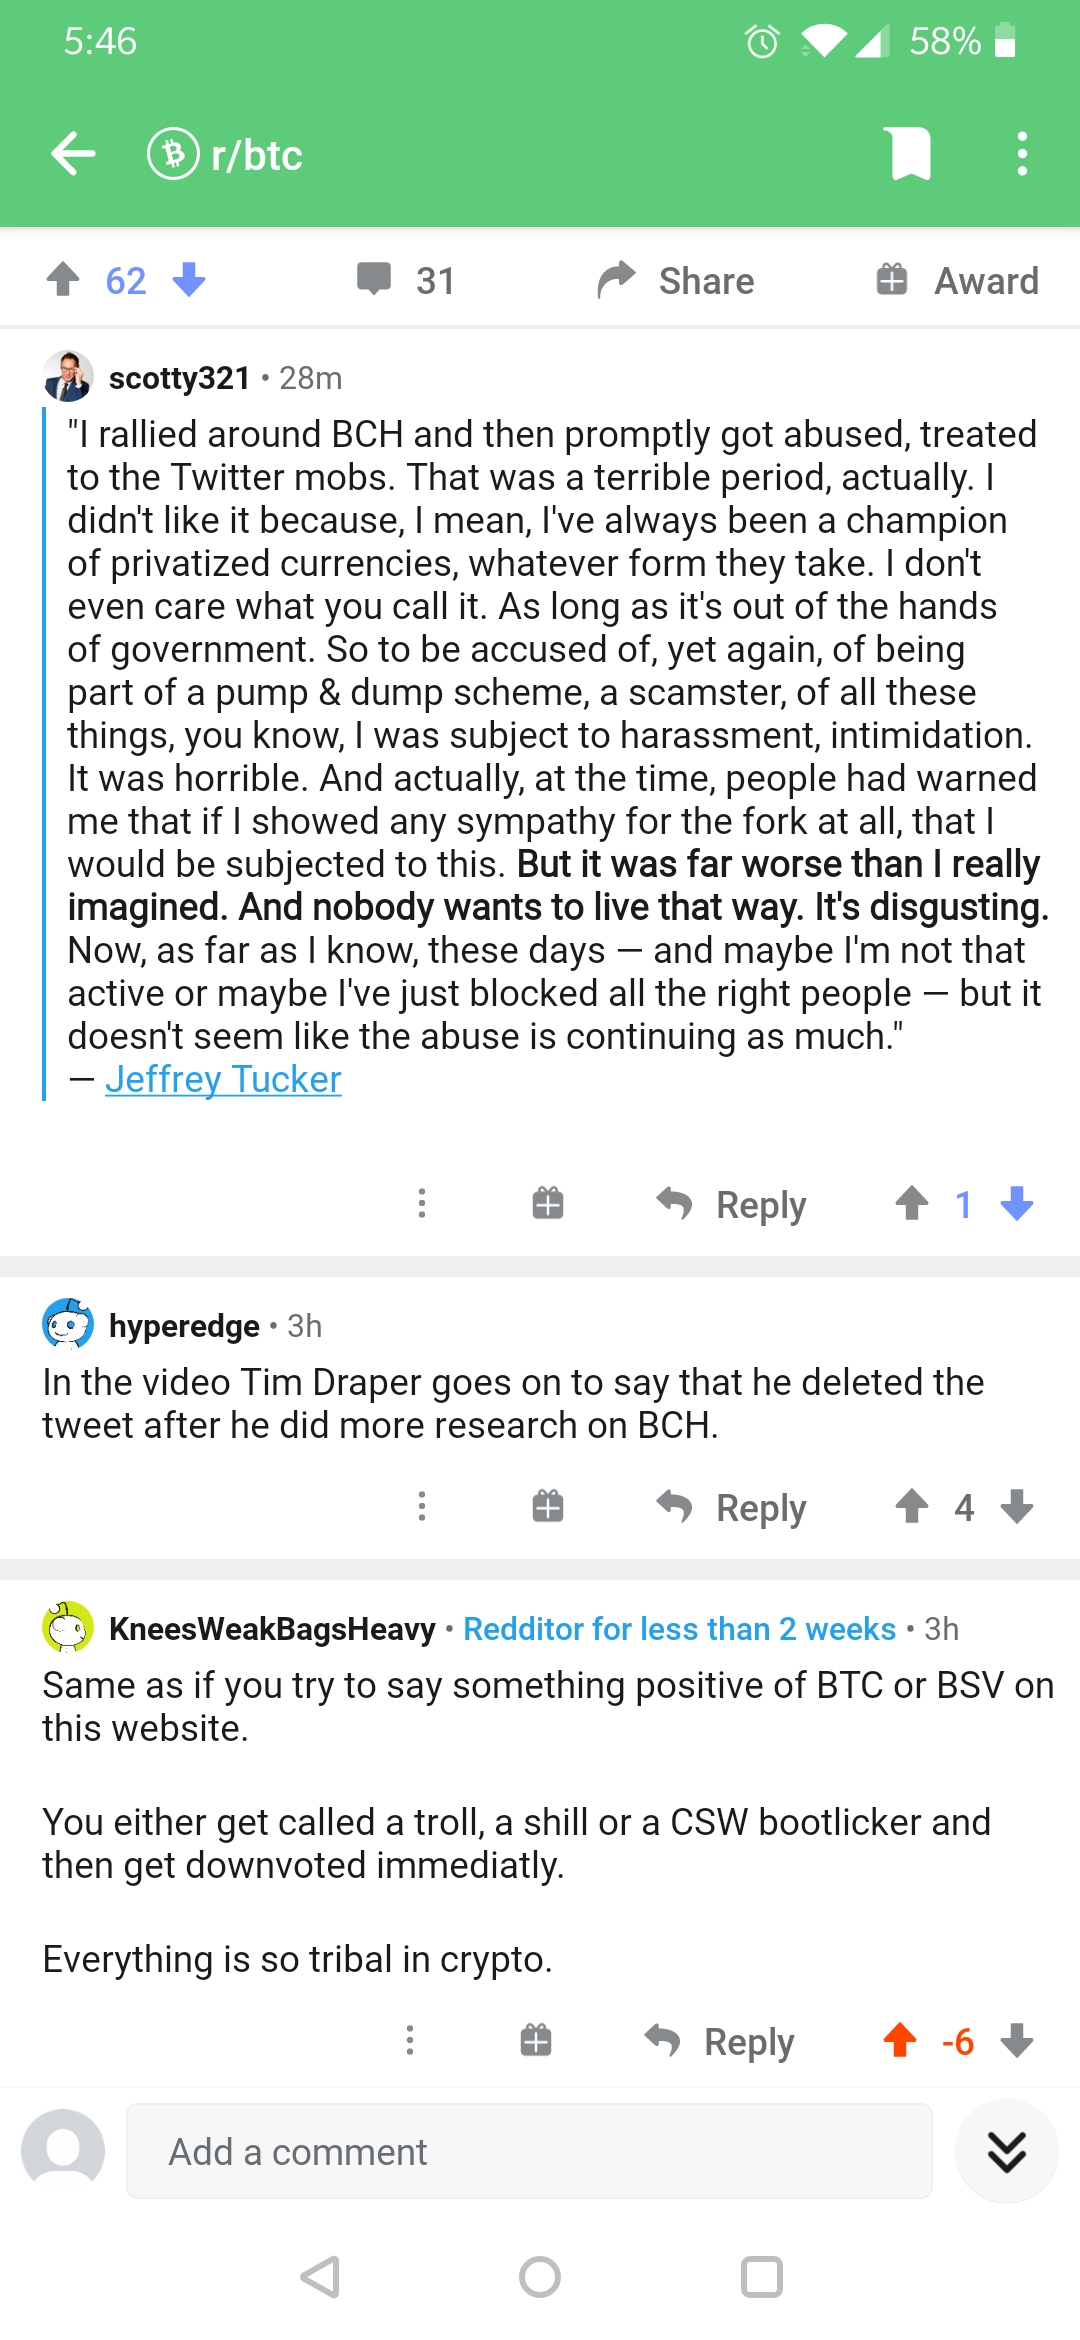 5:46
58%
r/btc
62
31
Share
Award
scotty321 • 28m
"I rallied around BCH and then promptly got abused, treated
to the Twitter mobs. That was a terrible period, actually. I
didn't like it because, I mean, I've always been a champion
of privatized currencies, whatever form they take. I don't
even care what you call it. As long as it's out of the hands
of government. So to be accused of, yet again, of being
part of a pump & dump scheme, a scamster, of all these
things, you know, I was subject to harassment, intimidation.
It was horrible. And actually, at the time, people had warned
me that if I showed any sympathy for the fork at all, that I
would be subjected to this. But it was far worse than I really
imagined. And nobody wants to live that way. It's disgusting.
Now, as far as I know, these days — and maybe I'm not that
active or maybe I've just blocked all the right people — but it
doesn't seem like the abuse is continuing as much."
— Jeffrey Tucker
Reply
1
hyperedge • 3h
In the video Tim Draper goes on to say that he deleted the
tweet after he did more research on BCH.
Reply
4
KneesWeakBagsHeavy • Redditor for less than 2 weeks • 3h
Same as if you try to say something positive of BTC or BSV on
this website.
You either get called a troll, a shill or a CSW bootlicker and
then get downvoted immediatly.
Everything is so tribal in crypto.
Reply
-6
Add a comment